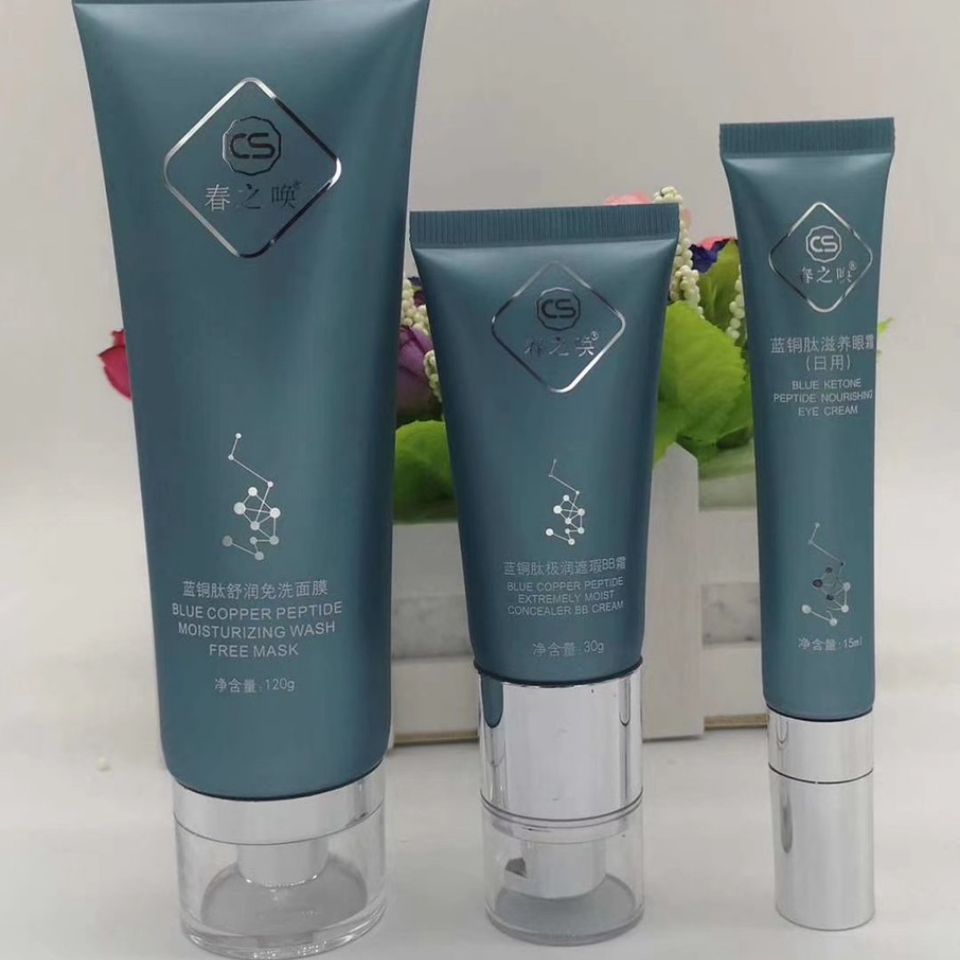 CS
春之唤®
蓝铜肽舒润免洗面膜
BLUE COPPER PEPTIDE
MOISTURIZING WASH
FREE MASK
净含量:120g
CS
春之唤®
蓝铜肽极润遮瑕BB霜
BLUE COPPER PEPTIDE
EXTREMELY MOIST
CONCEALER BB CREAM
净含量:30g
CS
春之唤®
蓝铜肽滋养眼霜
(日用)
BLUE KETONE
PEPTIDE NOURISHING
EYE CREAM
净含量:15ml